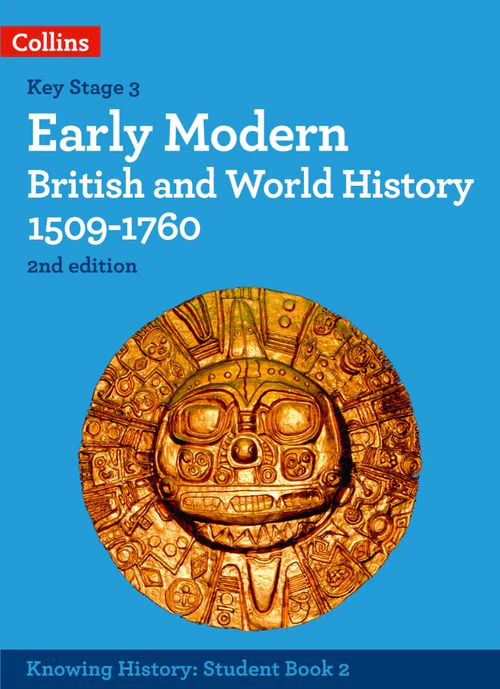 Collins
Key Stage 3
Early Modern
British and World History
1509-1760
2nd edition
Knowing History: Student Book 2